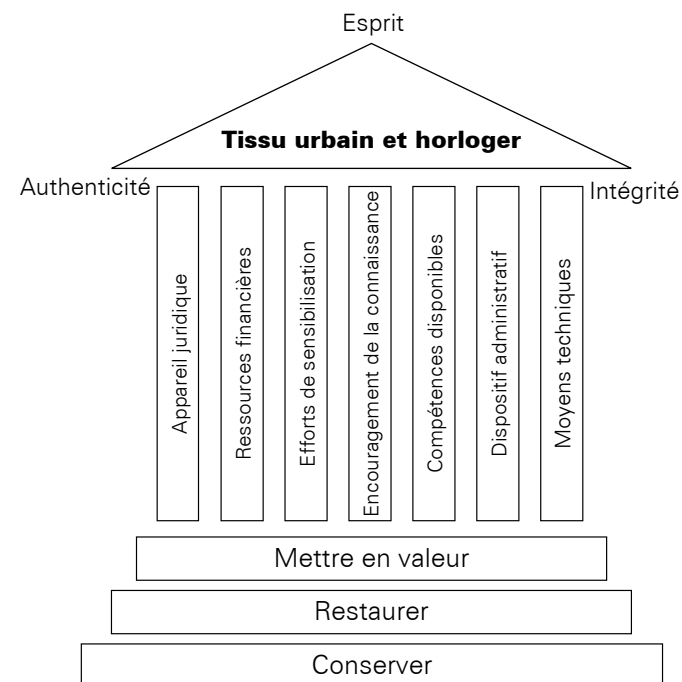 Esprit
Tissu urbain et horloger
Authenticité
Intégrité
Appareil juridique
Ressources financières
Efforts de sensibilisation
Encouragement de la connaissance
Compétences disponibles
Dispositif administratif
Moyens techniques
Mettre en valeur
Restaurer
Conserver